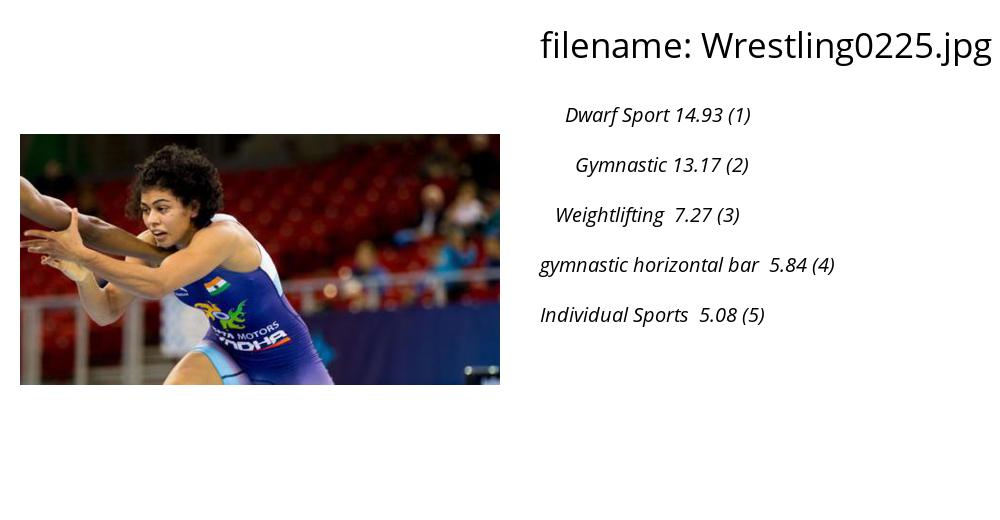 filename: Wrestling0225.jpg
Dwarf Sport 14.93 (1)
Gymnastic 13.17 (2)
Weightlifting 7.27 (3)
gymnastic horizontal bar 5.84 (4)
Individual Sports 5.08 (5)
MOTORS